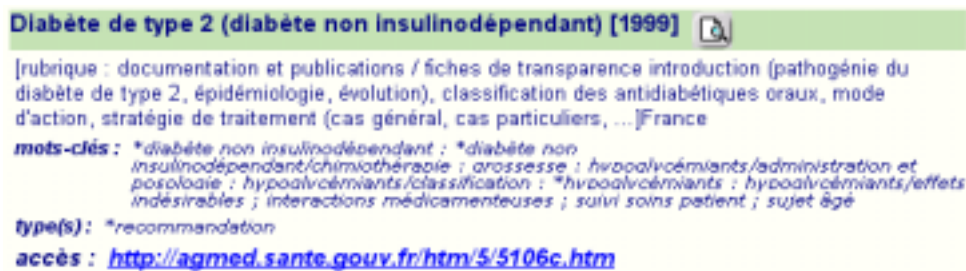 Diabète de type 2 (diabète non insulinodépendant) [1999]
[rubrique : documentation et publications / fiches de transparence introduction (pathogénie du
diabète de type 2, épidémiologie, évolution), classification des antidiabétiques oraux, mode
d'action, stratégie de traitement (cas général, cas particuliers, ...]France
mots-clés : *diabète non insulinodépendant ; *diabète non
insulinodépendant/chimiothérapie ; grossesse ; hypoglycémiants/administration et
posologie ; hypoglycémiants/classification ; *hypoglycémiants ; hypoglycémiants/effets
indésirables ; interactions médicamenteuses ; suivi soins patient ; sujet âgé
type(s) : *recommandation
accès : http://agmed.sante.gouv.fr/htm/5/5106c.htm